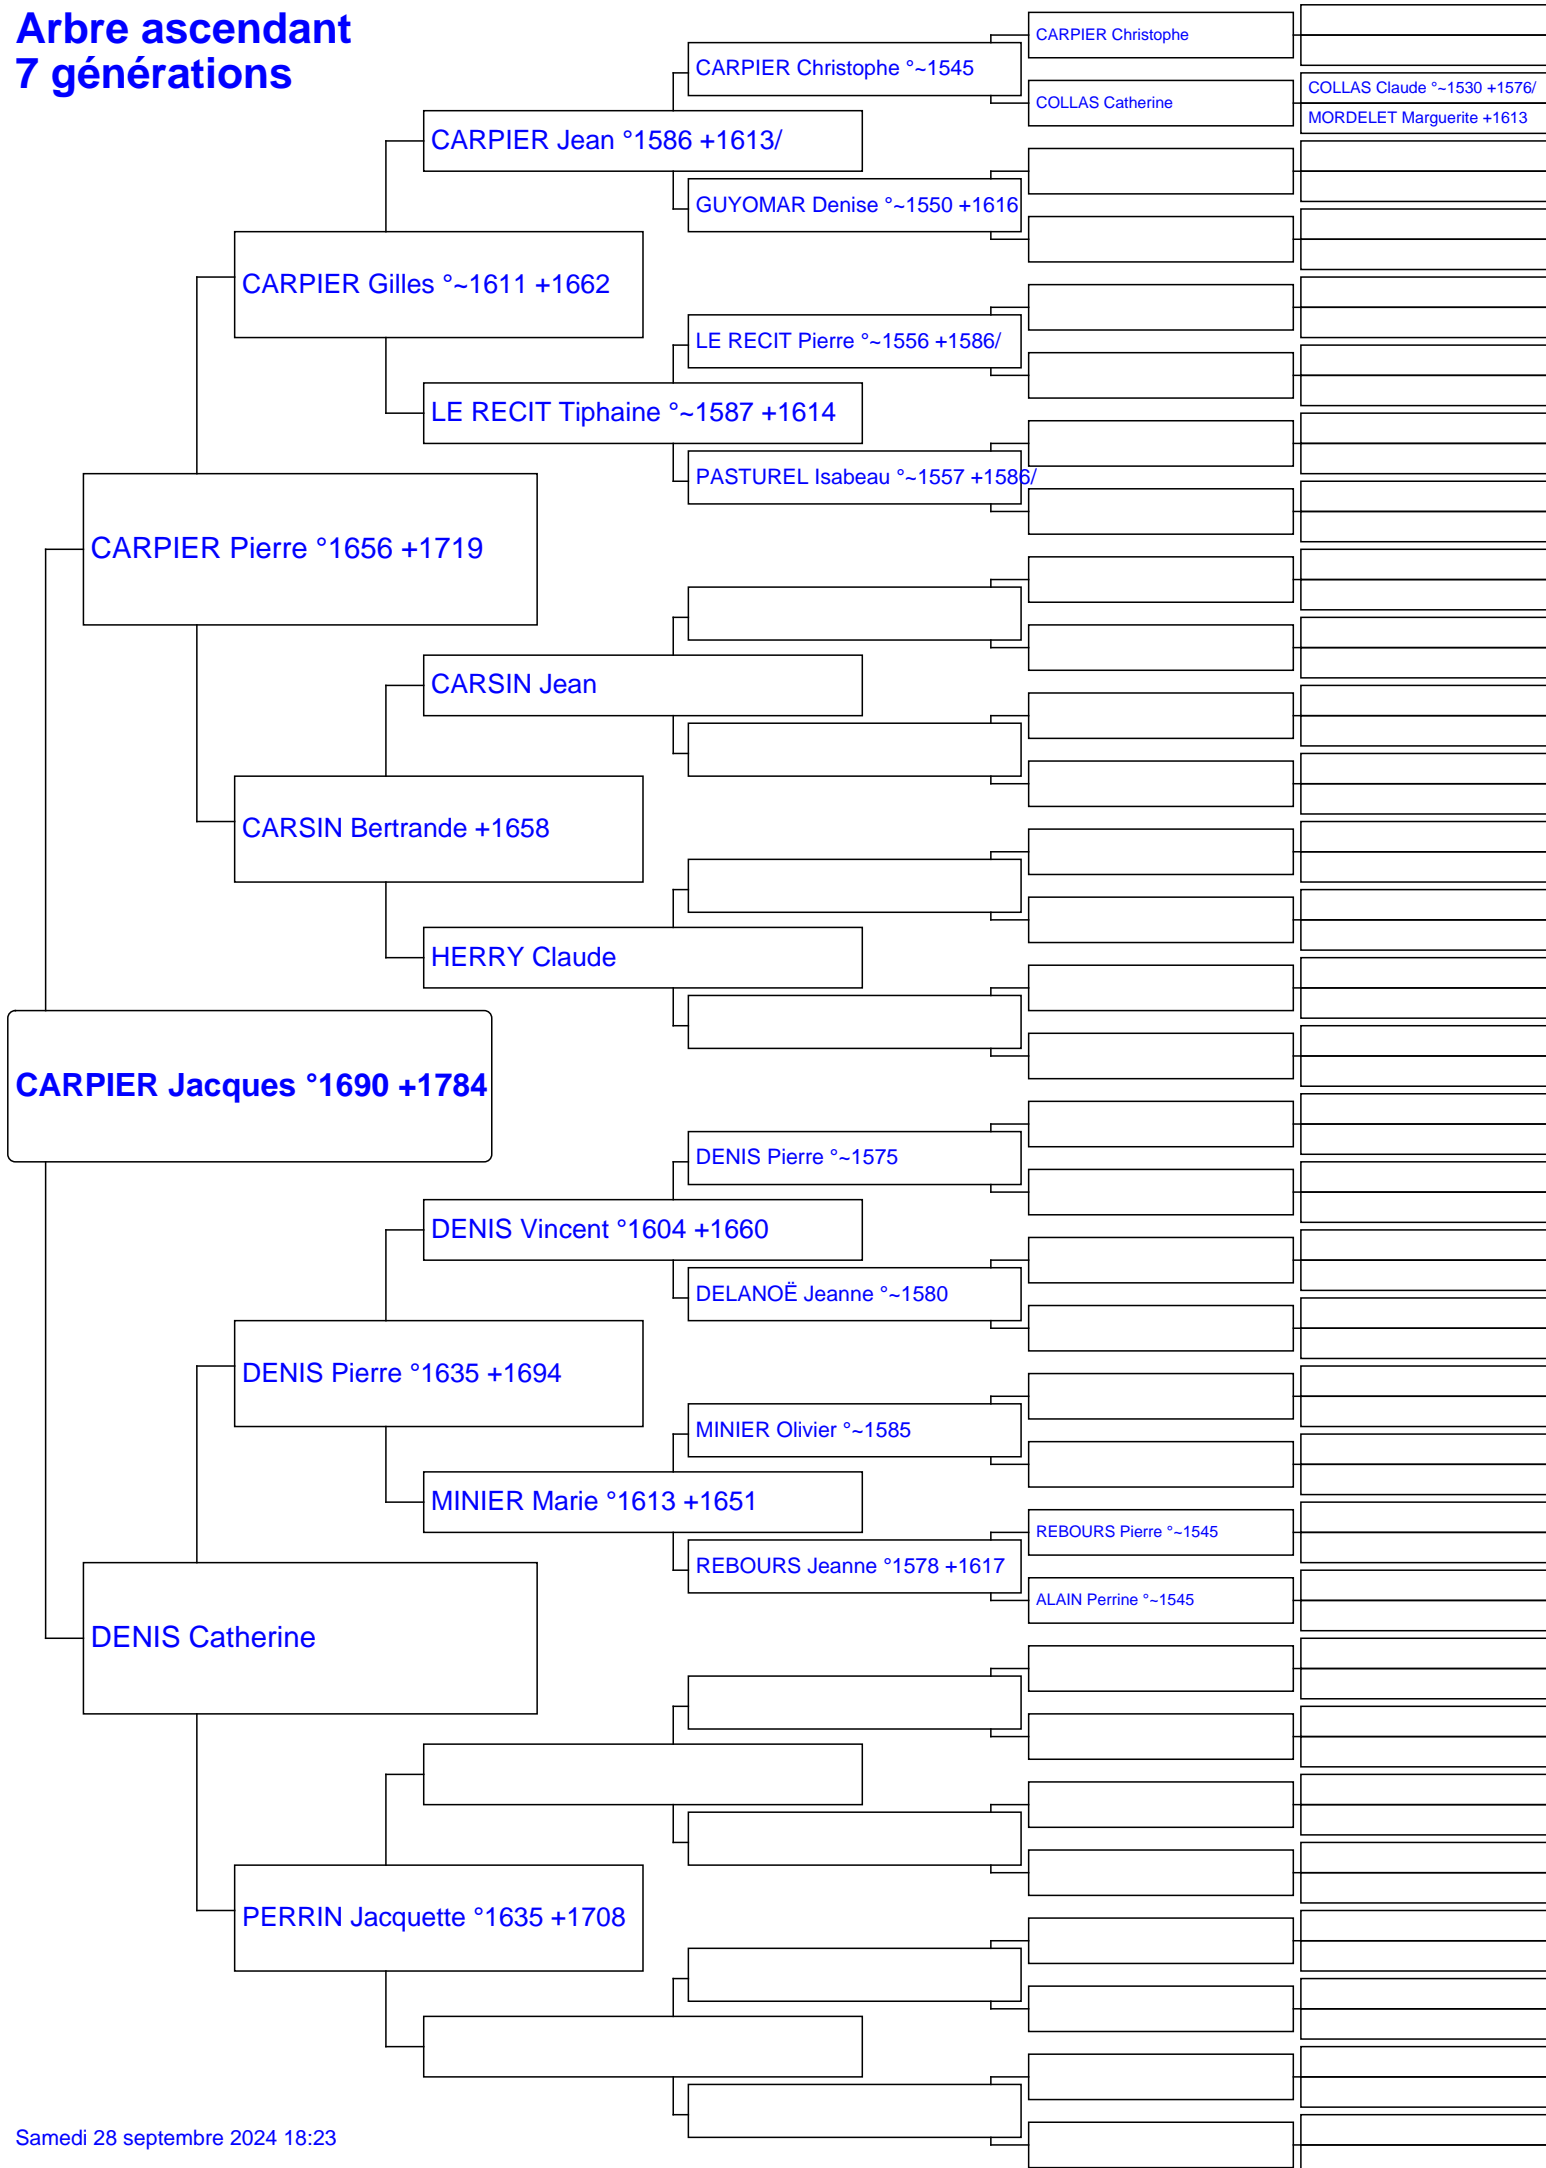 Arbre ascendant
7 générations
CARPIER Christophe
CARPIER Christophe °~1545
COLLAS Claude °~1530 +1576/
COLLAS Catherine
MORDELET Marguerite +1613
CARPIER Jean °1586 +1613/
GUYOMAR Denise °~1550 +1616
CARPIER Gilles °~1611 +1662
LE RECIT Pierre °~1556 +1586/
LE RECIT Tiphaine °~1587 +1614
PASTUREL Isabeau °~1557 +1586/
CARPIER Pierre °1656 +1719
CARSIN Jean
CARSIN Bertrande +1658
HERRY Claude
CARPIER Jacques °1690 +1784
DENIS Pierre °~1575
DENIS Vincent °1604 +1660
DELANOË Jeanne °~1580
DENIS Pierre °1635 +1694
MINIER Olivier °~1585
MINIER Marie °1613 +1651
REBOURS Pierre °~1545
REBOURS Jeanne °1578 +1617
ALAIN Perrine °~1545
DENIS Catherine
PERRIN Jacquette °1635 +1708
Samedi 28 septembre 2024 18:23